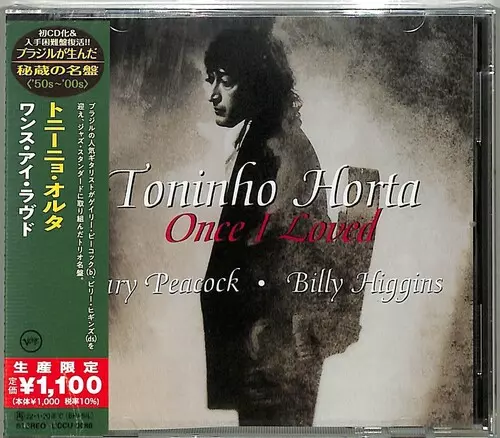 初CD化&
入手困難盤復活!!
ブラジルが生んだ
秘蔵の名盤
〈'50s~'00s〉
トニーニョ・オルタ
ワンス・アイ・ラヴド
ブラジルの人気ギタリストがゲイリー・ピーコック(b)、ビリー・ヒギンズ(ds)を
迎え、ジャズ・スタンダードに取り組んだトリオ名盤。
生産限定
定価 ¥1,100
(本体¥1,000 税率10%)
STEREO
Toninho Horta
Once I Loved
ary Peacock • Billy Higgins